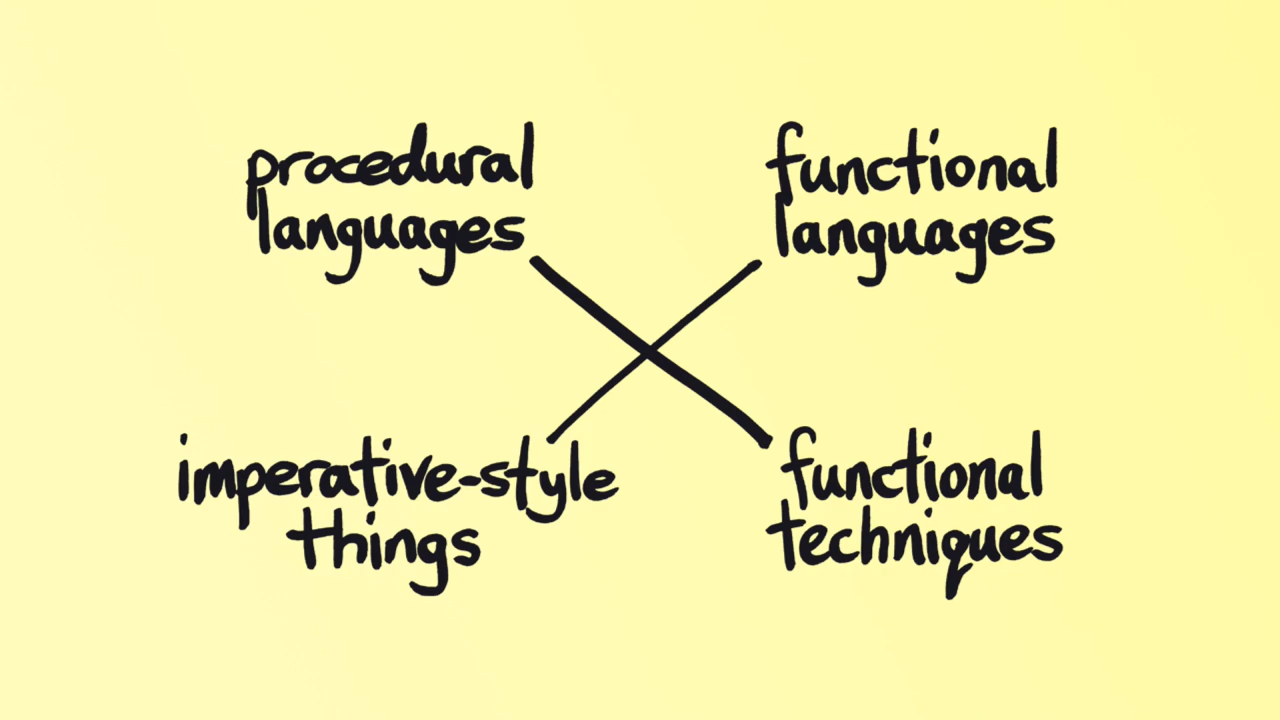 procedural
languages
functional
languages
imperative-style
things
functional
techniques